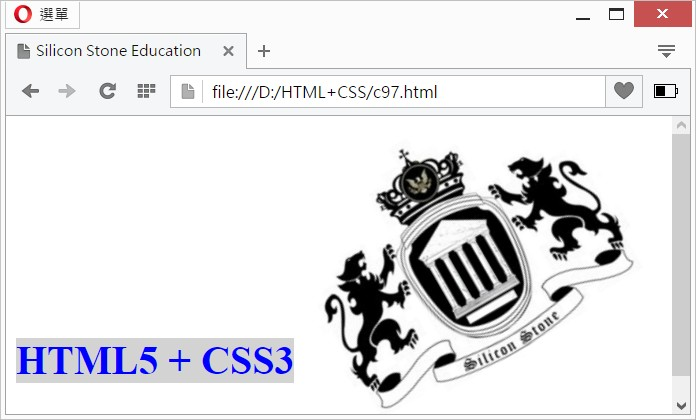 選單
Silicon Stone Education
file:///D:/HTML+CSS/c97.html
HTML5 + CSS3
Silicon Stone